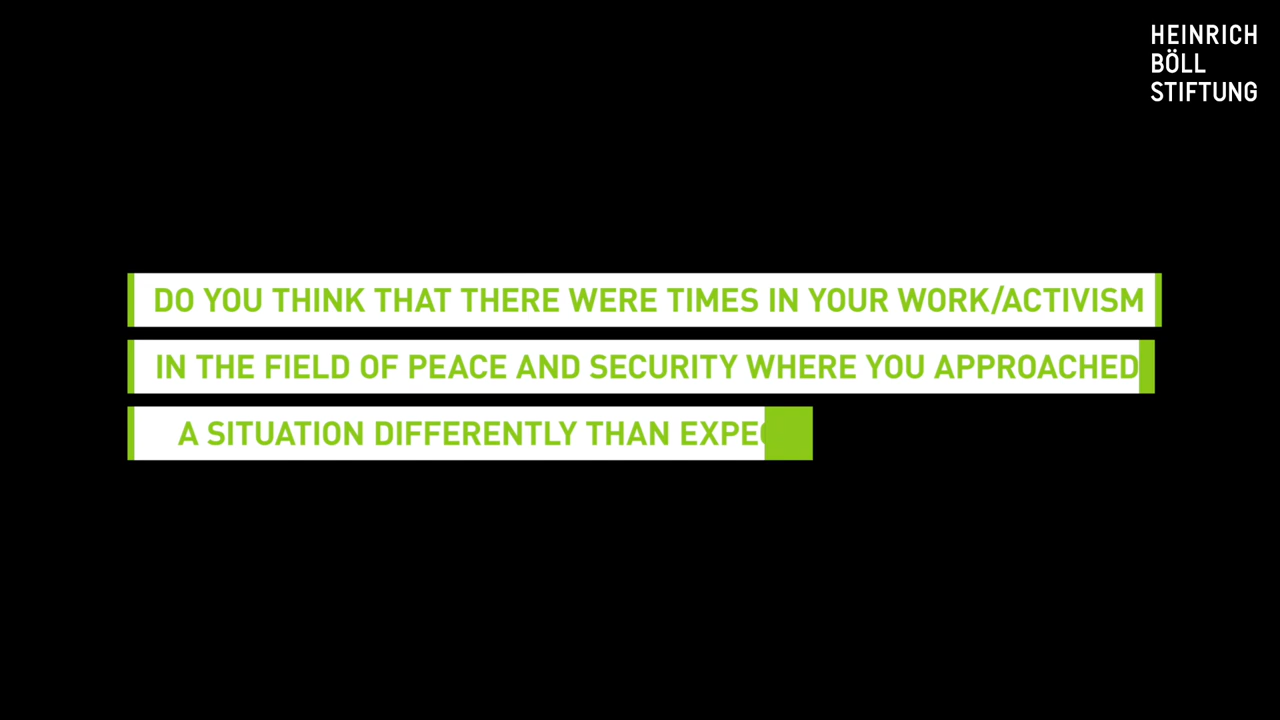 HEINRICH
BÖLL
STIFTUNG
DO YOU THINK THAT THERE WERE TIMES IN YOUR WORK/ACTIVISM
IN THE FIELD OF PEACE AND SECURITY WHERE YOU APPROACHED
A SITUATION DIFFERENTLY THAN